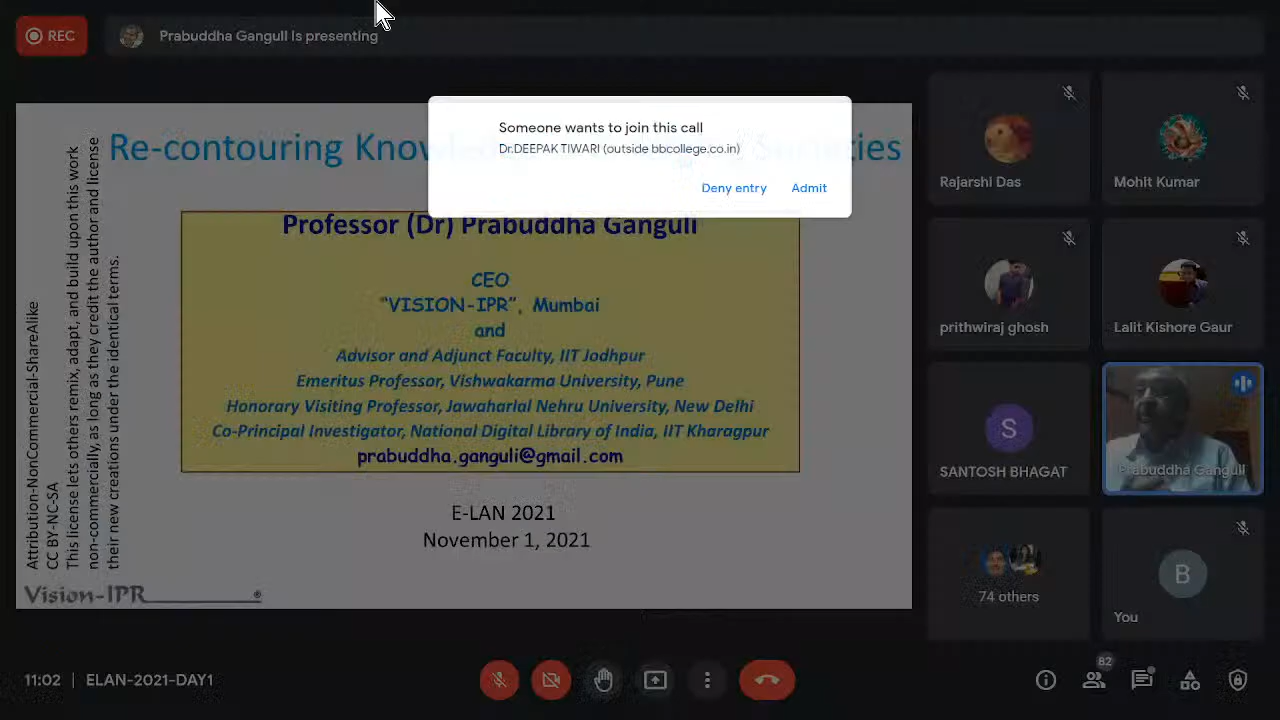 REC
Prabuddha Ganguli is presenting
Someone wants to join this call
Dr.DEEPAK TIWARI (outside bbcollege.co.in)
Deny entry Admit
Re-contouring Know Societies
Professor (Dr) Prabuddha Ganguli
CEO
"VISION-IPR", Mumbai
and
Advisor and Adjunct Faculty, IIT Jodhpur
Emeritus Professor, Vishwakarma University, Pune
Honorary Visiting Professor, Jawaharlal Nehru University, New Delhi
Co-Principal Investigator, National Digital Library of India, IIT Kharagpur
prabuddha.ganguli@gmail.com
E-LAN 2021
November 1, 2021
Attribution-NonCommercial-ShareAlike
CC BY-NC-SA
This license lets others remix, adapt, and build upon this work
non-commercially, as long as they credit the author and license
their new creations under the identical terms.
Vision-IPR
Rajarshi Das
Mohit Kumar
prithwiraj ghosh
Lalit Kishore Gaur
S
SANTOSH BHAGAT
Prabuddha Ganguli
74 others
B
You
11:02 | ELAN-2021-DAY1
82